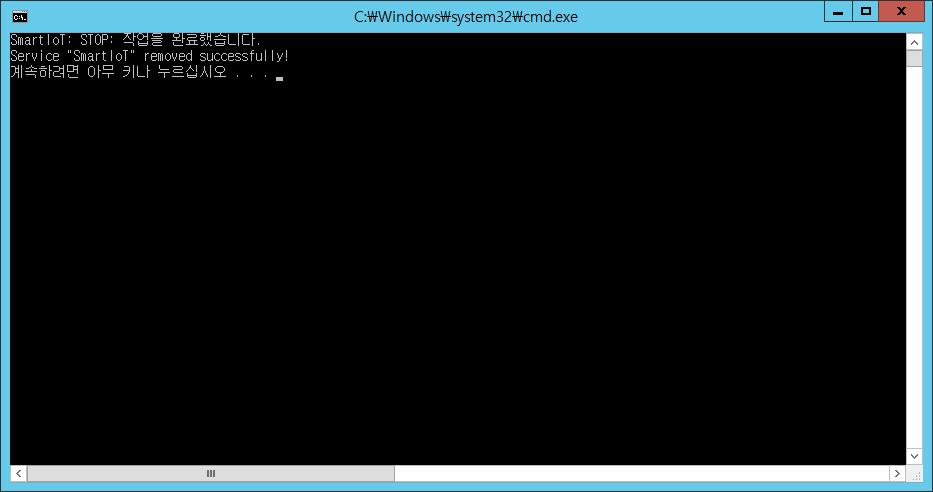 C:\Windows\system32\cmd.exe
SmartIoT: STOP: 작업을 완료했습니다.
Service "SmartIoT" removed successfully!
계속하려면 아무 키나 누르십시오 . . .